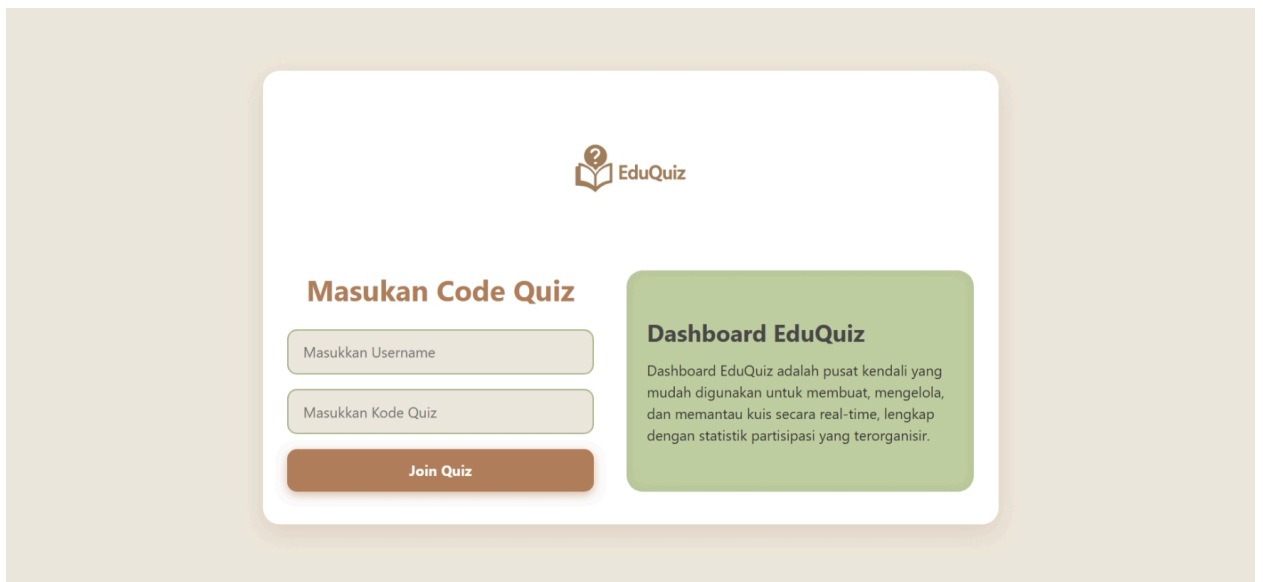 ?
EduQuiz
Masukan Code Quiz
Masukkan Username
Masukkan Kode Quiz
Join Quiz
Dashboard EduQuiz
Dashboard EduQuiz adalah pusat kendali yang
mudah digunakan untuk membuat, mengelola,
dan memantau kuis secara real-time, lengkap
dengan statistik partisipasi yang terorganisir.